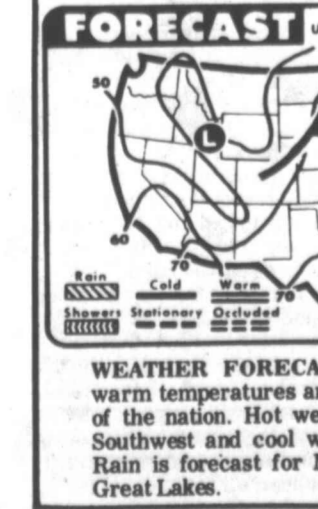 FORECAST
50
L
60
70
70
Rain
Cold
Warm
Showers
Stationary
Occluded
WEATHER FORECA
warm temperatures a
of the nation. Hot we
Southwest and cool w
Rain is forecast for
Great Lakes.